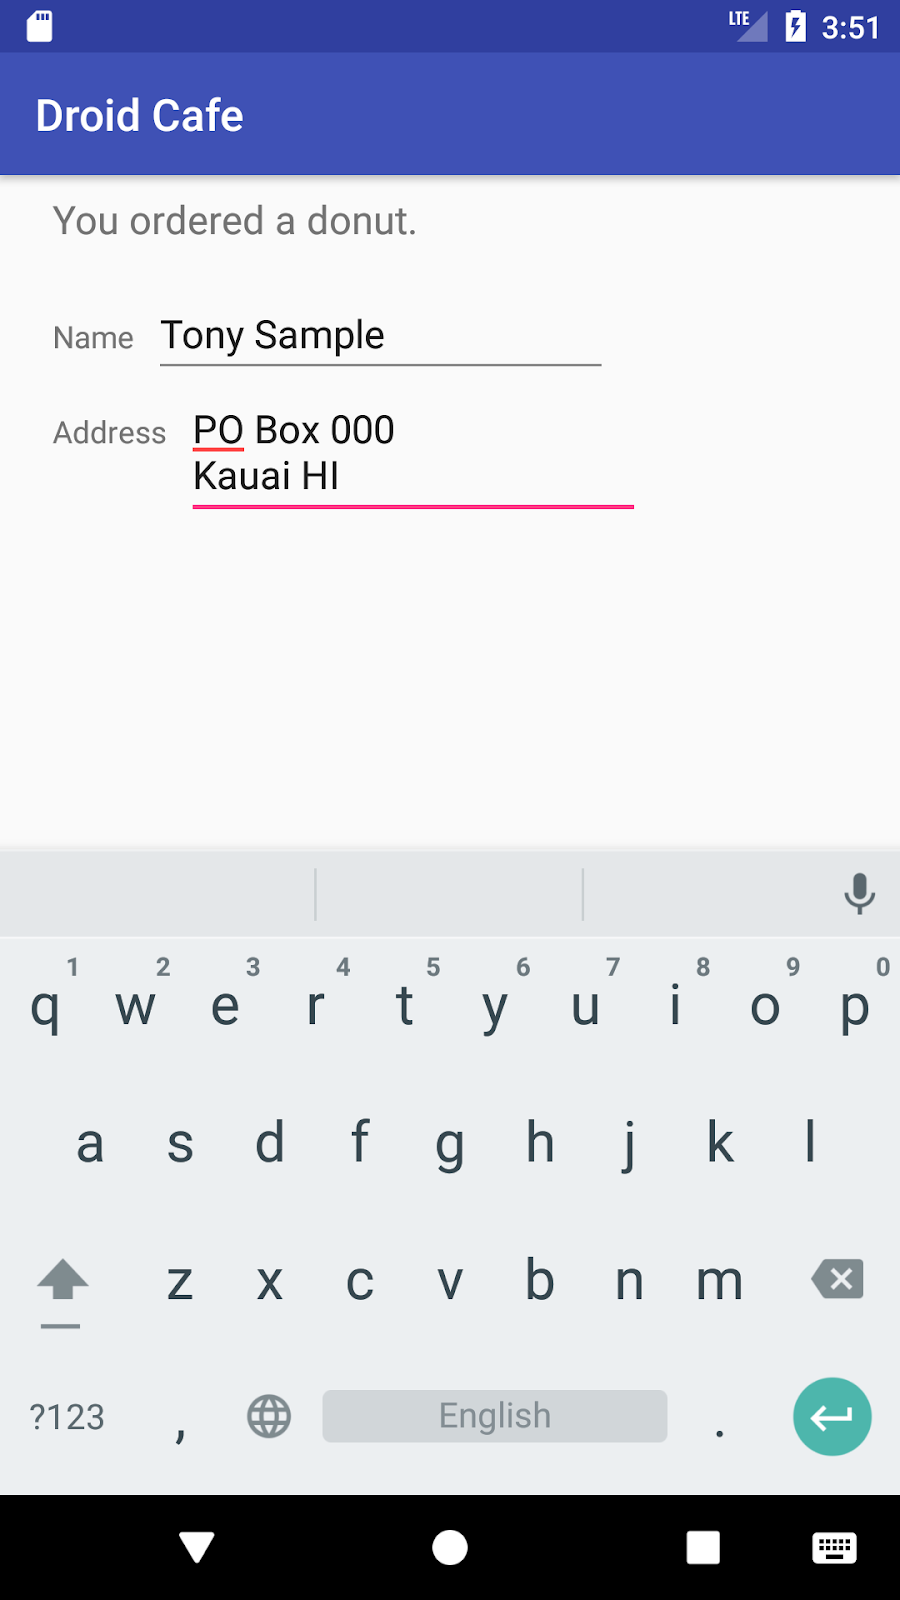 LTE 3:51
Droid Cafe
You ordered a donut.
Name Tony Sample
Address PO Box 000
Kauai HI
1 2 3 4 5 6 7 8 9 0
q w e r t y u i o p
a s d f g h j k l
z x c v b n m
?123 , English .